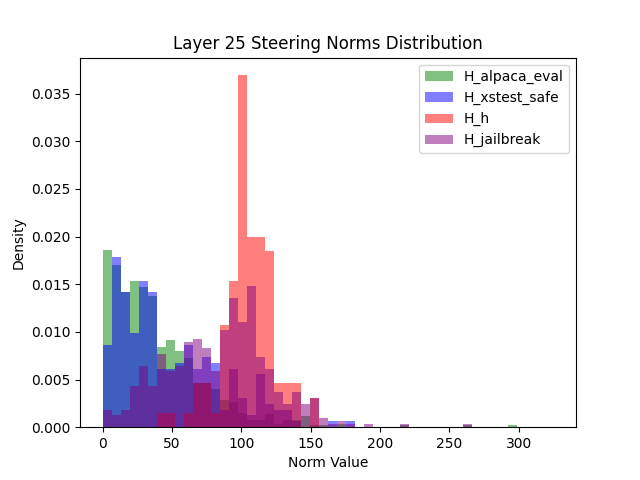 Layer 25 Steering Norms Distribution
H_alpaca_eval
H_xstest_safe
H_h
H_jailbreak
0.035
0.030
0.025
0.020
0.015
0.010
0.005
0.000
Density
0 50 100 150 200 250 300
Norm Value